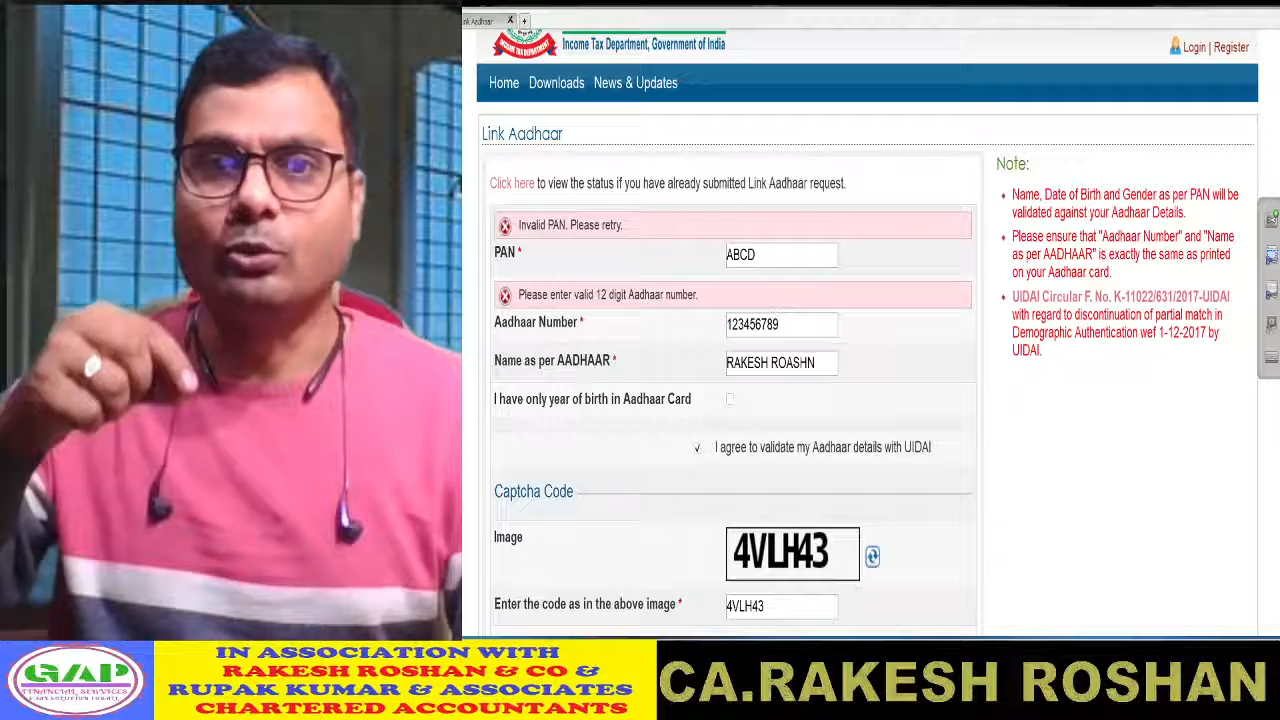 Link Aadhaar
X
+
INCOME TAX DEPARTMENT
Income Tax Department, Government of India
Login | Register
Home Downloads News & Updates
Link Aadhaar
Click here to view the status if you have already submitted Link Aadhaar request.
Invalid PAN. Please retry.
PAN *
ABCD
Please enter valid 12 digit Aadhaar number.
Aadhaar Number *
123456789
Name as per AADHAAR *
RAKESH ROASHN
I have only year of birth in Aadhaar Card
I agree to validate my Aadhaar details with UIDAI
Captcha Code
Image
4VLH43
Enter the code as in the above image *
4VLH43
Note:
Name, Date of Birth and Gender as per PAN will be
validated against your Aadhaar Details.
Please ensure that "Aadhaar Number" and "Name
as per AADHAAR" is exactly the same as printed
on your Aadhaar card.
UIDAI Circular F. No. K-11022/631/2017-UIDAI
with regard to discontinuation of partial match in
Demographic Authentication wef 1-12-2017 by
UIDAI.
GAP
FINANCIAL SERVICES
IN ASSOCIATION WITH
RAKESH ROSHAN & CO &
RUPAK KUMAR & ASSOCIATES
CHARTERED ACCOUNTANTS
CA RAKESH ROSHAN